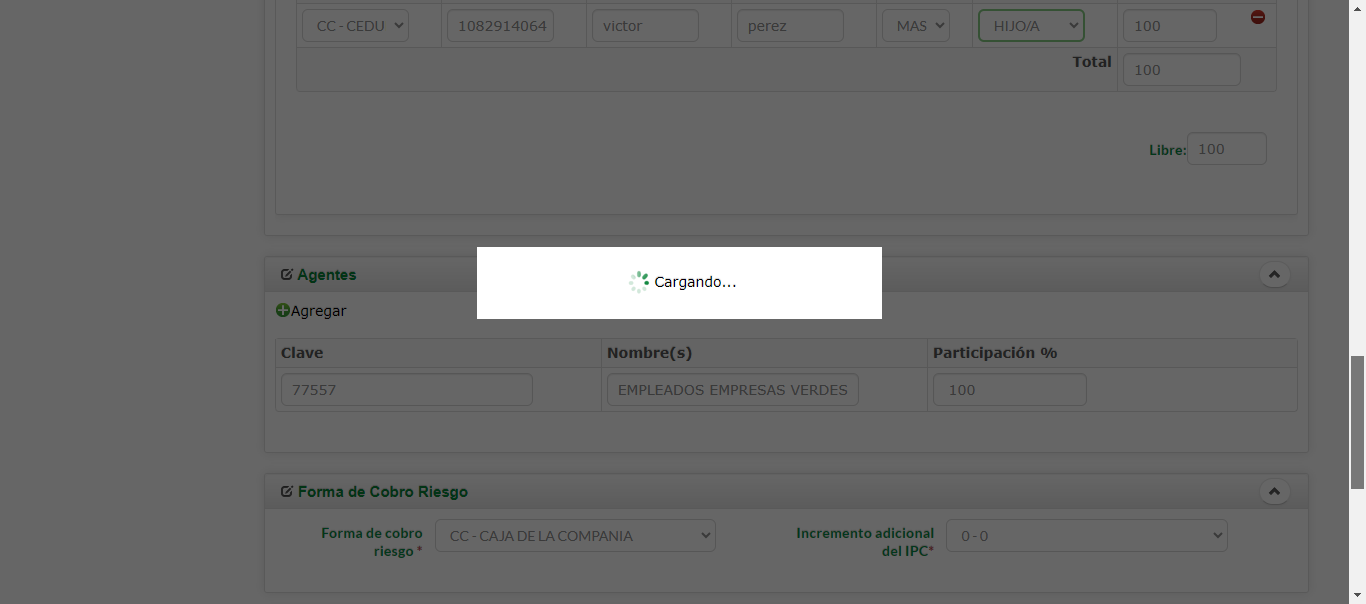 CC - CEDU 1082914064 victor perez MAS HIJO/A 100
Total 100
Libre: 100
Cargando...
Agentes
Agregar
Clave Nombre(s) Participación %
77557 EMPLEADOS EMPRESAS VERDES 100
Forma de Cobro Riesgo
Forma de cobro riesgo * CC - CAJA DE LA COMPANIA Incremento adicional del IPC* 0 - 0